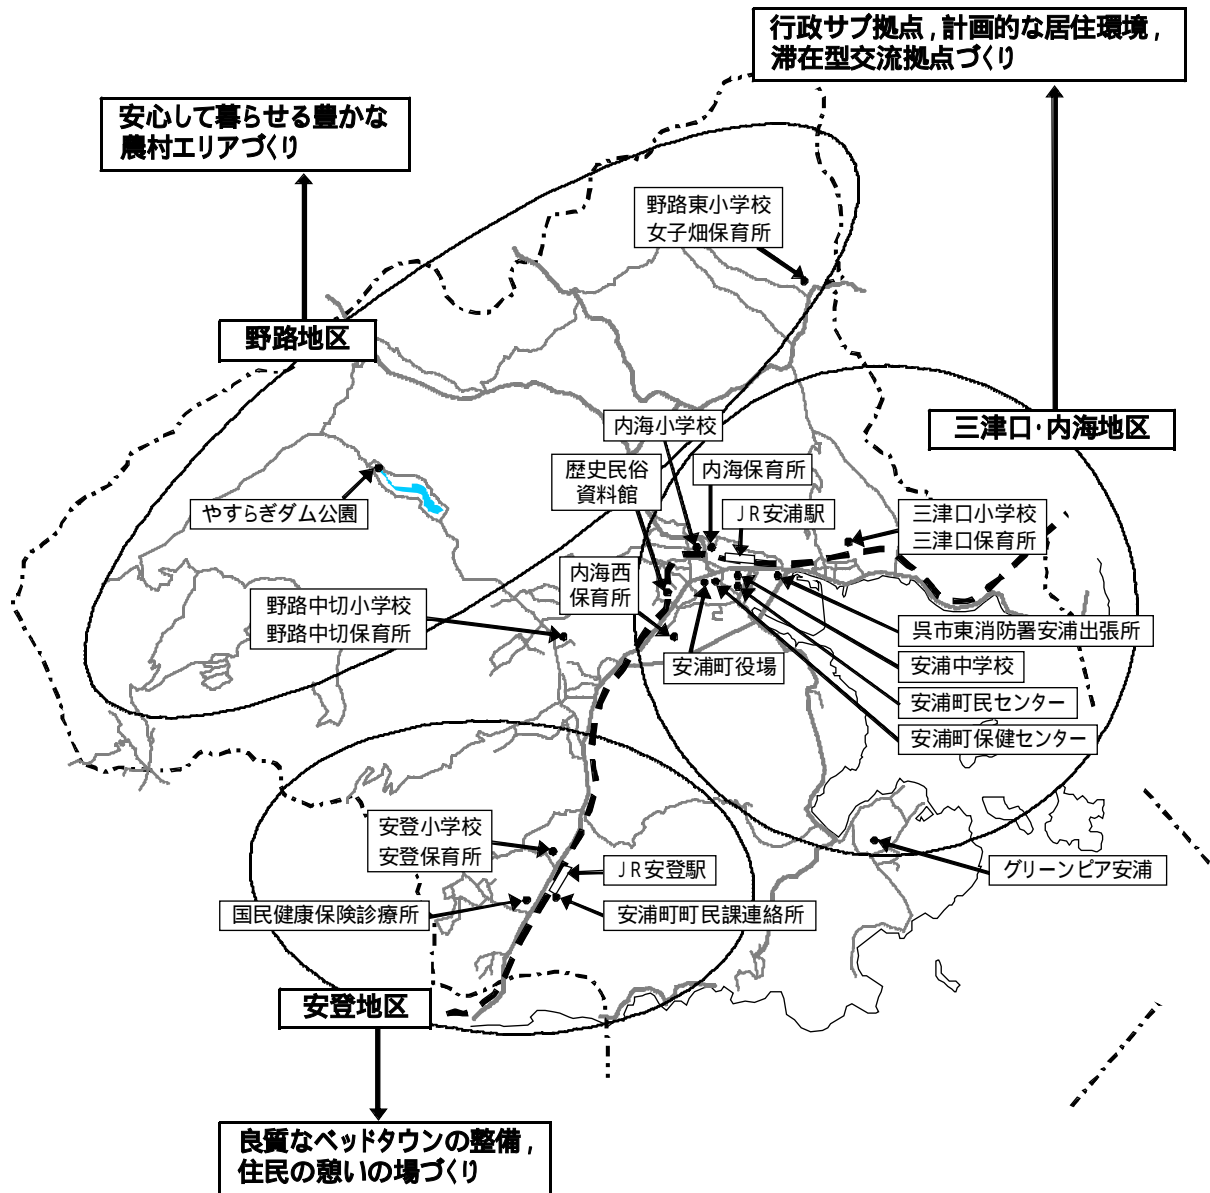 行政サブ拠点，計画的な居住環境，
滞在型交流拠点づくり
安心して暮らせる豊かな
農村エリアづくり
野路東小学校
女子畑保育所
野路地区
三津口・内海地区
内海小学校
歴史民俗
資料館
内海保育所
ＪＲ安浦駅
三津口小学校
三津口保育所
やすらぎダム公園
内海西
保育所
野路中切小学校
野路中切保育所
安浦町役場
呉市東消防署安浦出張所
安浦中学校
安浦町民センター
安浦町保健センター
安登小学校
安登保育所
ＪＲ安登駅
グリーンピア安浦
国民健康保険診療所
安浦町町民課連絡所
安登地区
良質なベッドタウンの整備，
住民の憩いの場づくり